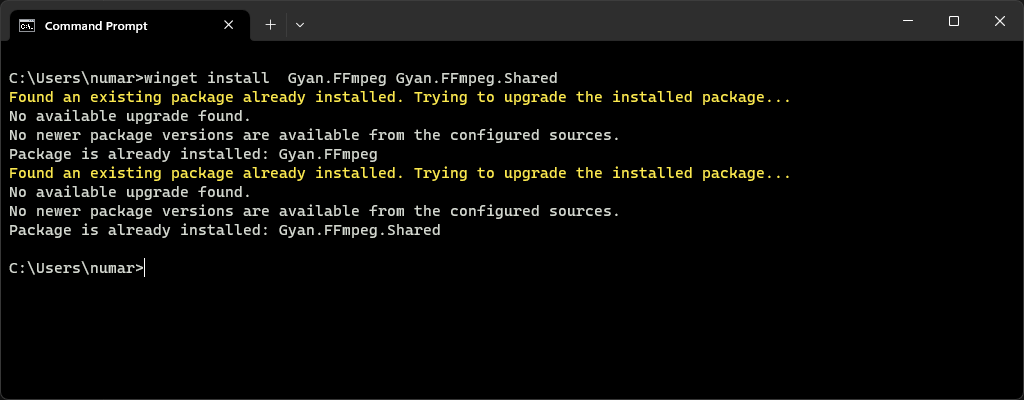 Command Prompt
C:\Users\numar>winget install  Gyan.FFmpeg Gyan.FFmpeg.Shared
Found an existing package already installed. Trying to upgrade the installed package...
No available upgrade found.
No newer package versions are available from the configured sources.
Package is already installed: Gyan.FFmpeg
Found an existing package already installed. Trying to upgrade the installed package...
No available upgrade found.
No newer package versions are available from the configured sources.
Package is already installed: Gyan.FFmpeg.Shared
C:\Users\numar>